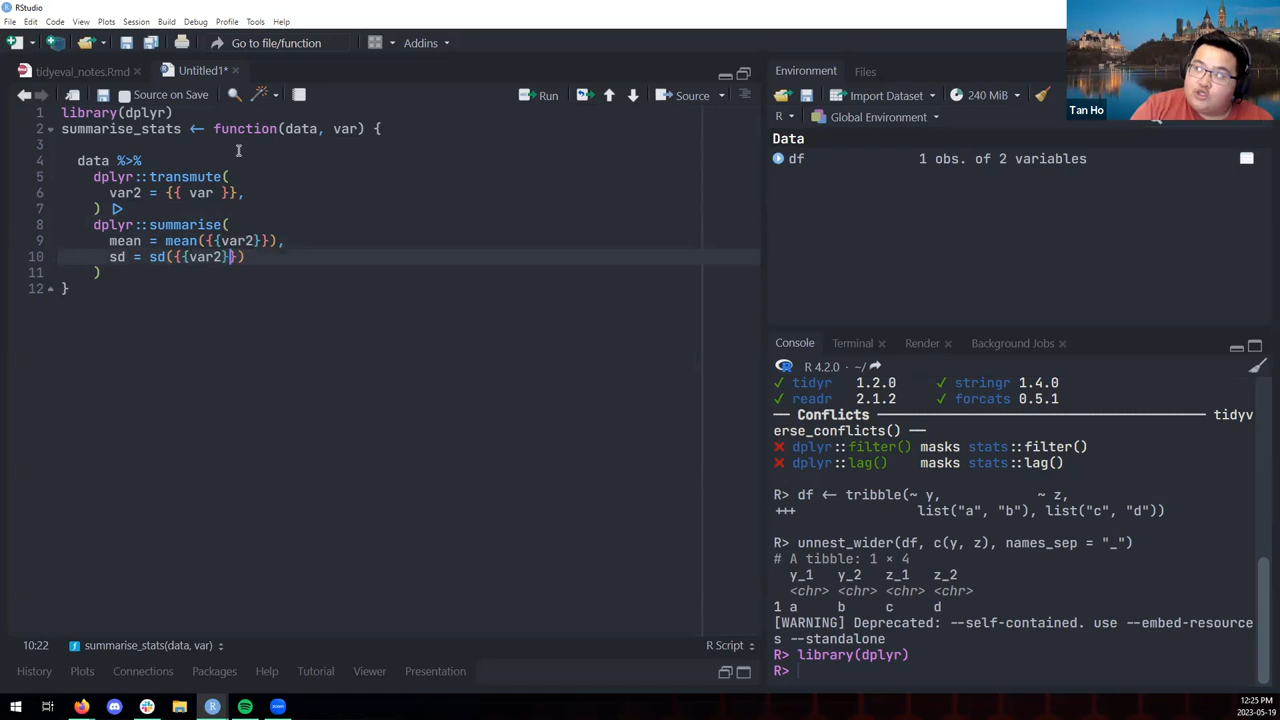 RStudio
File Edit Code View Plots Session Build Debug Profile Tools Help
Go to file/function
Addins
tidyeval_notes.Rmd
Untitled1*
Source on Save
Run
Source
1 library(dplyr)
2 summarise_stats <- function(data, var) {
3
4 data %>%
5 dplyr::transmute(
6 var2 = {{ var }},
7 ) |>
8 dplyr::summarise(
9 mean = mean({{var2}}),
10 sd = sd({{var2}})
11 )
12 }
10:22
summarise_stats(data, var)
R Script
History Plots Connections Packages Help Tutorial Viewer Presentation
Environment Files
Import Dataset
240 MiB
R
Global Environment
Data
df 1 obs. of 2 variables
Tan Ho
Console Terminal Render Background Jobs
R 4.2.0 · ~/
✓ tidyr 1.2.0 ✓ stringr 1.4.0
✓ readr 2.1.2 ✓ forcats 0.5.1
── Conflicts ── tidyv
erse_conflicts() ──
✖ dplyr::filter() masks stats::filter()
✖ dplyr::lag() masks stats::lag()
R> df <- tribble(~ y, ~ z,
+++ list("a", "b"), list("c", "d"))
R> unnest_wider(df, c(y, z), names_sep = "_")
# A tibble: 1 × 4
y_1 y_2 z_1 z_2
<chr> <chr> <chr> <chr>
1 a b c d
[WARNING] Deprecated: --self-contained. use --embed-resource
s --standalone
R> library(dplyr)
R>
12:25 PM
2023-05-19